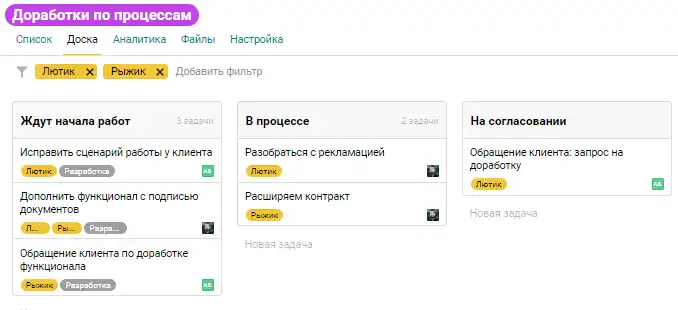 Доработки по процессам
Список Доска Аналитика Файлы Настройка
Лютик × Рыжик × Добавить фильтр
Ждут начала работ 3 задачи
Исправить сценарий работы у клиента
Лютик Разработка АБ
Дополнить функционал с подписью
документов
Л... Ры... Разра...
Обращение клиента по доработке
функционала
Рыжик Разработка АБ
В процессе 2 задачи
Разобраться с рекламацией
Лютик
Расширяем контракт
Рыжик
Новая задача
На согласовании
Обращение клиента: запрос на
доработку
Лютик АБ
Новая задача